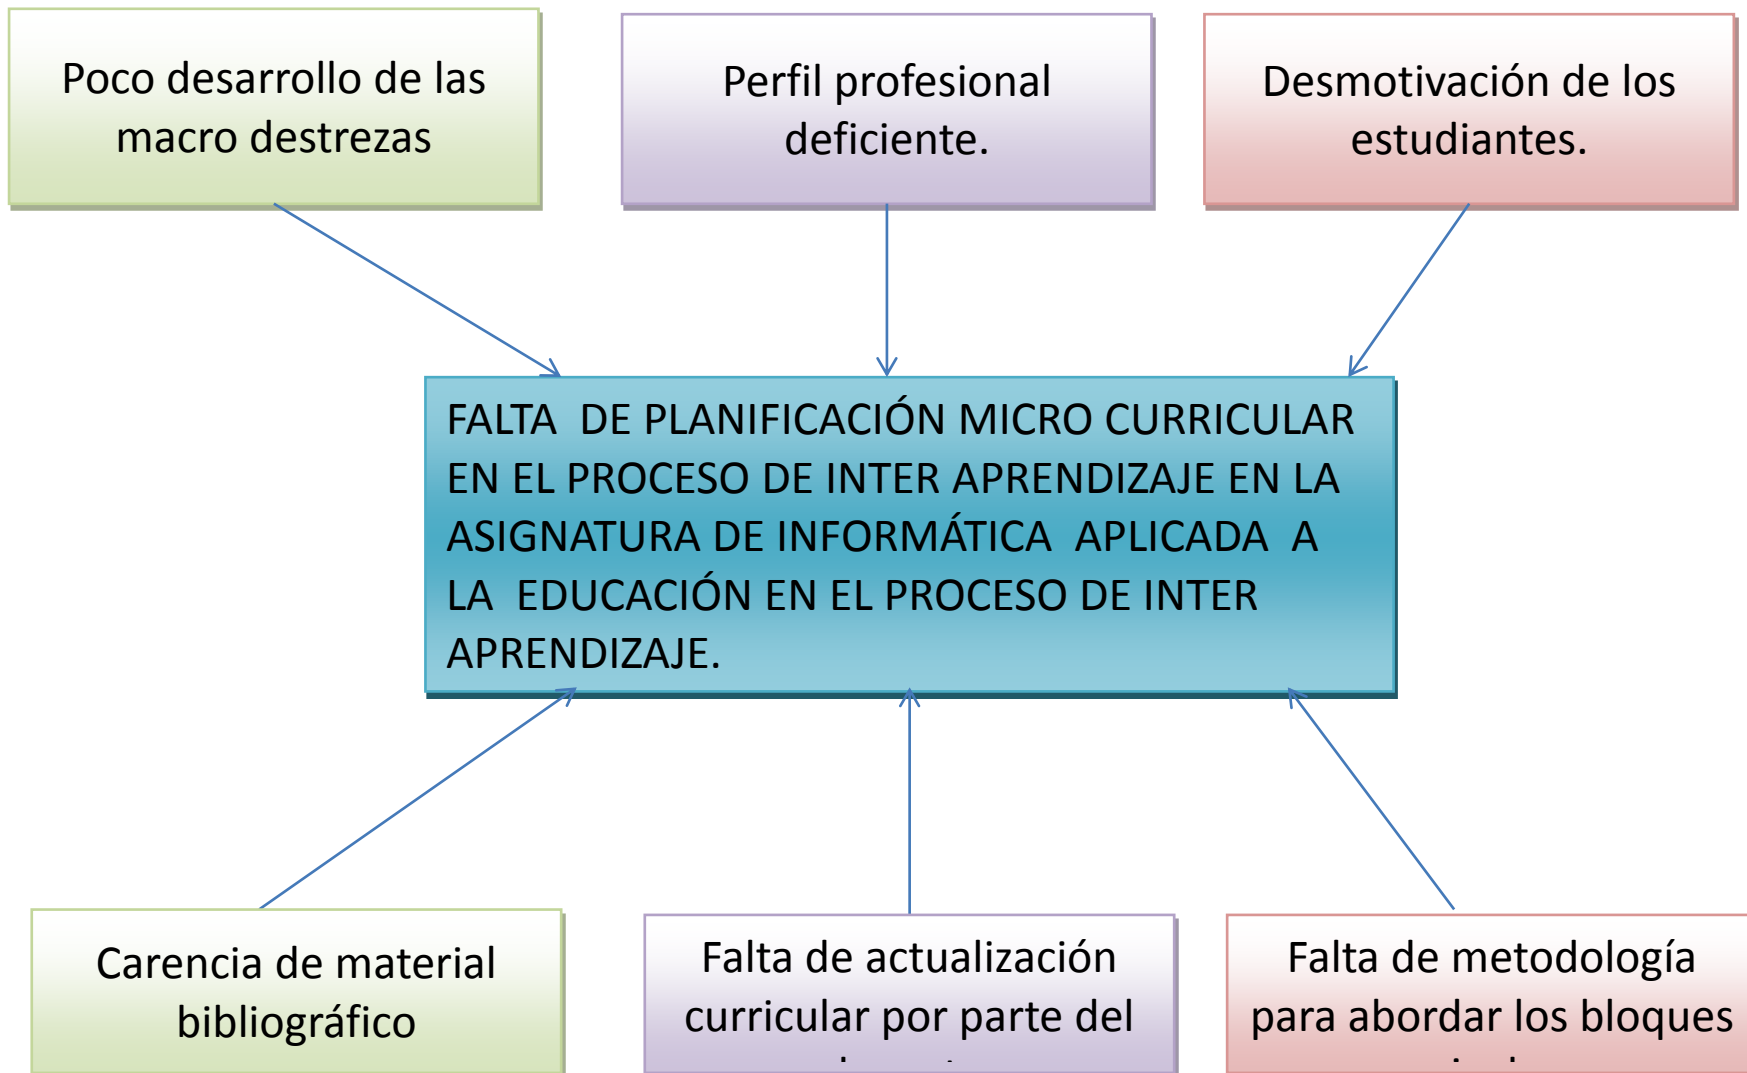 Poco desarrollo de las
macro destrezas
Perfil profesional
deficiente.
Desmotivación de los
estudiantes.
FALTA DE PLANIFICACIÓN MICRO CURRICULAR
EN EL PROCESO DE INTER APRENDIZAJE EN LA
ASIGNATURA DE INFORMÁTICA APLICADA A
LA EDUCACIÓN EN EL PROCESO DE INTER
APRENDIZAJE.
Carencia de material
bibliográfico
Falta de actualización
curricular por parte del
Falta de metodología
para abordar los bloques